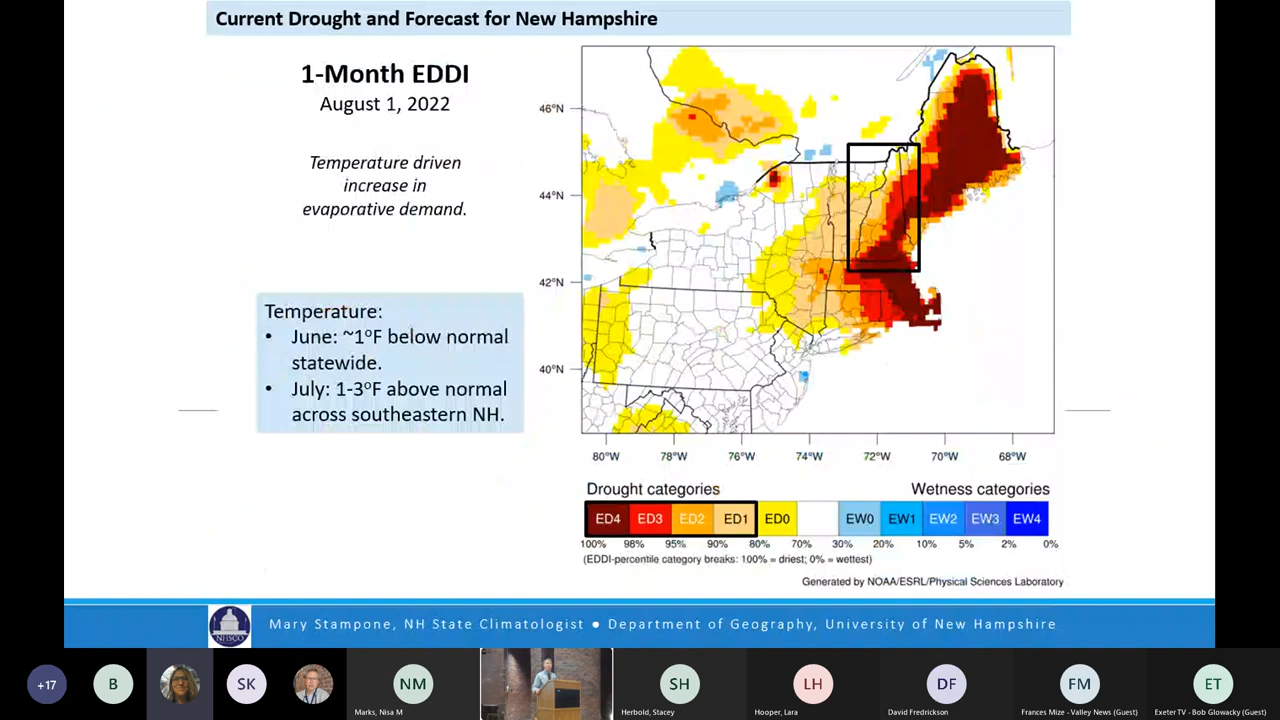 Current Drought and Forecast for New Hampshire
1-Month EDDI
August 1, 2022
Temperature driven
increase in
evaporative demand.
Temperature:
• June: ~1°F below normal
statewide.
• July: 1-3°F above normal
across southeastern NH.
46°N
44°N
42°N
40°N
80°W 78°W 76°W 74°W 72°W 70°W 68°W
Drought categories Wetness categories
ED4 ED3 ED2 ED1 ED0 EW0 EW1 EW2 EW3 EW4
100% 98% 95% 90% 80% 70% 30% 20% 10% 5% 2% 0%
(EDDI-percentile category breaks: 100% = driest; 0% = wettest)
Generated by NOAA/ESRL/Physical Sciences Laboratory
NHSCO
Mary Stampone, NH State Climatologist ● Department of Geography, University of New Hampshire
+17 B SK NM SH LH DF FM ET
Marks, Nisa M Herbold, Stacey Hooper, Lara David Fredrickson Frances Mize - Valley News (Guest) Exeter TV - Bob Glowacky (Guest)